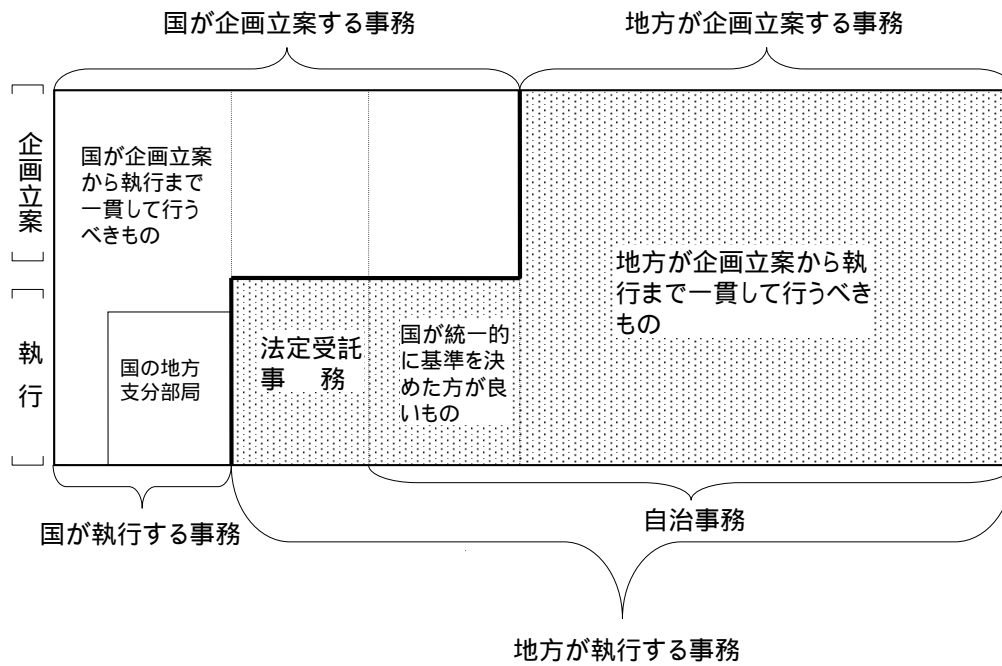 国が企画立案する事務
地方が企画立案する事務
企画立案
国が企画立案
から執行まで
一貫して行う
べきもの
地方が企画立案から執
行まで一貫して行うべき
もの
執行
国の地方
支分部局
法定受託
事　務
国が統一的
に基準を決
めた方が良
いもの
国が執行する事務
自治事務
地方が執行する事務